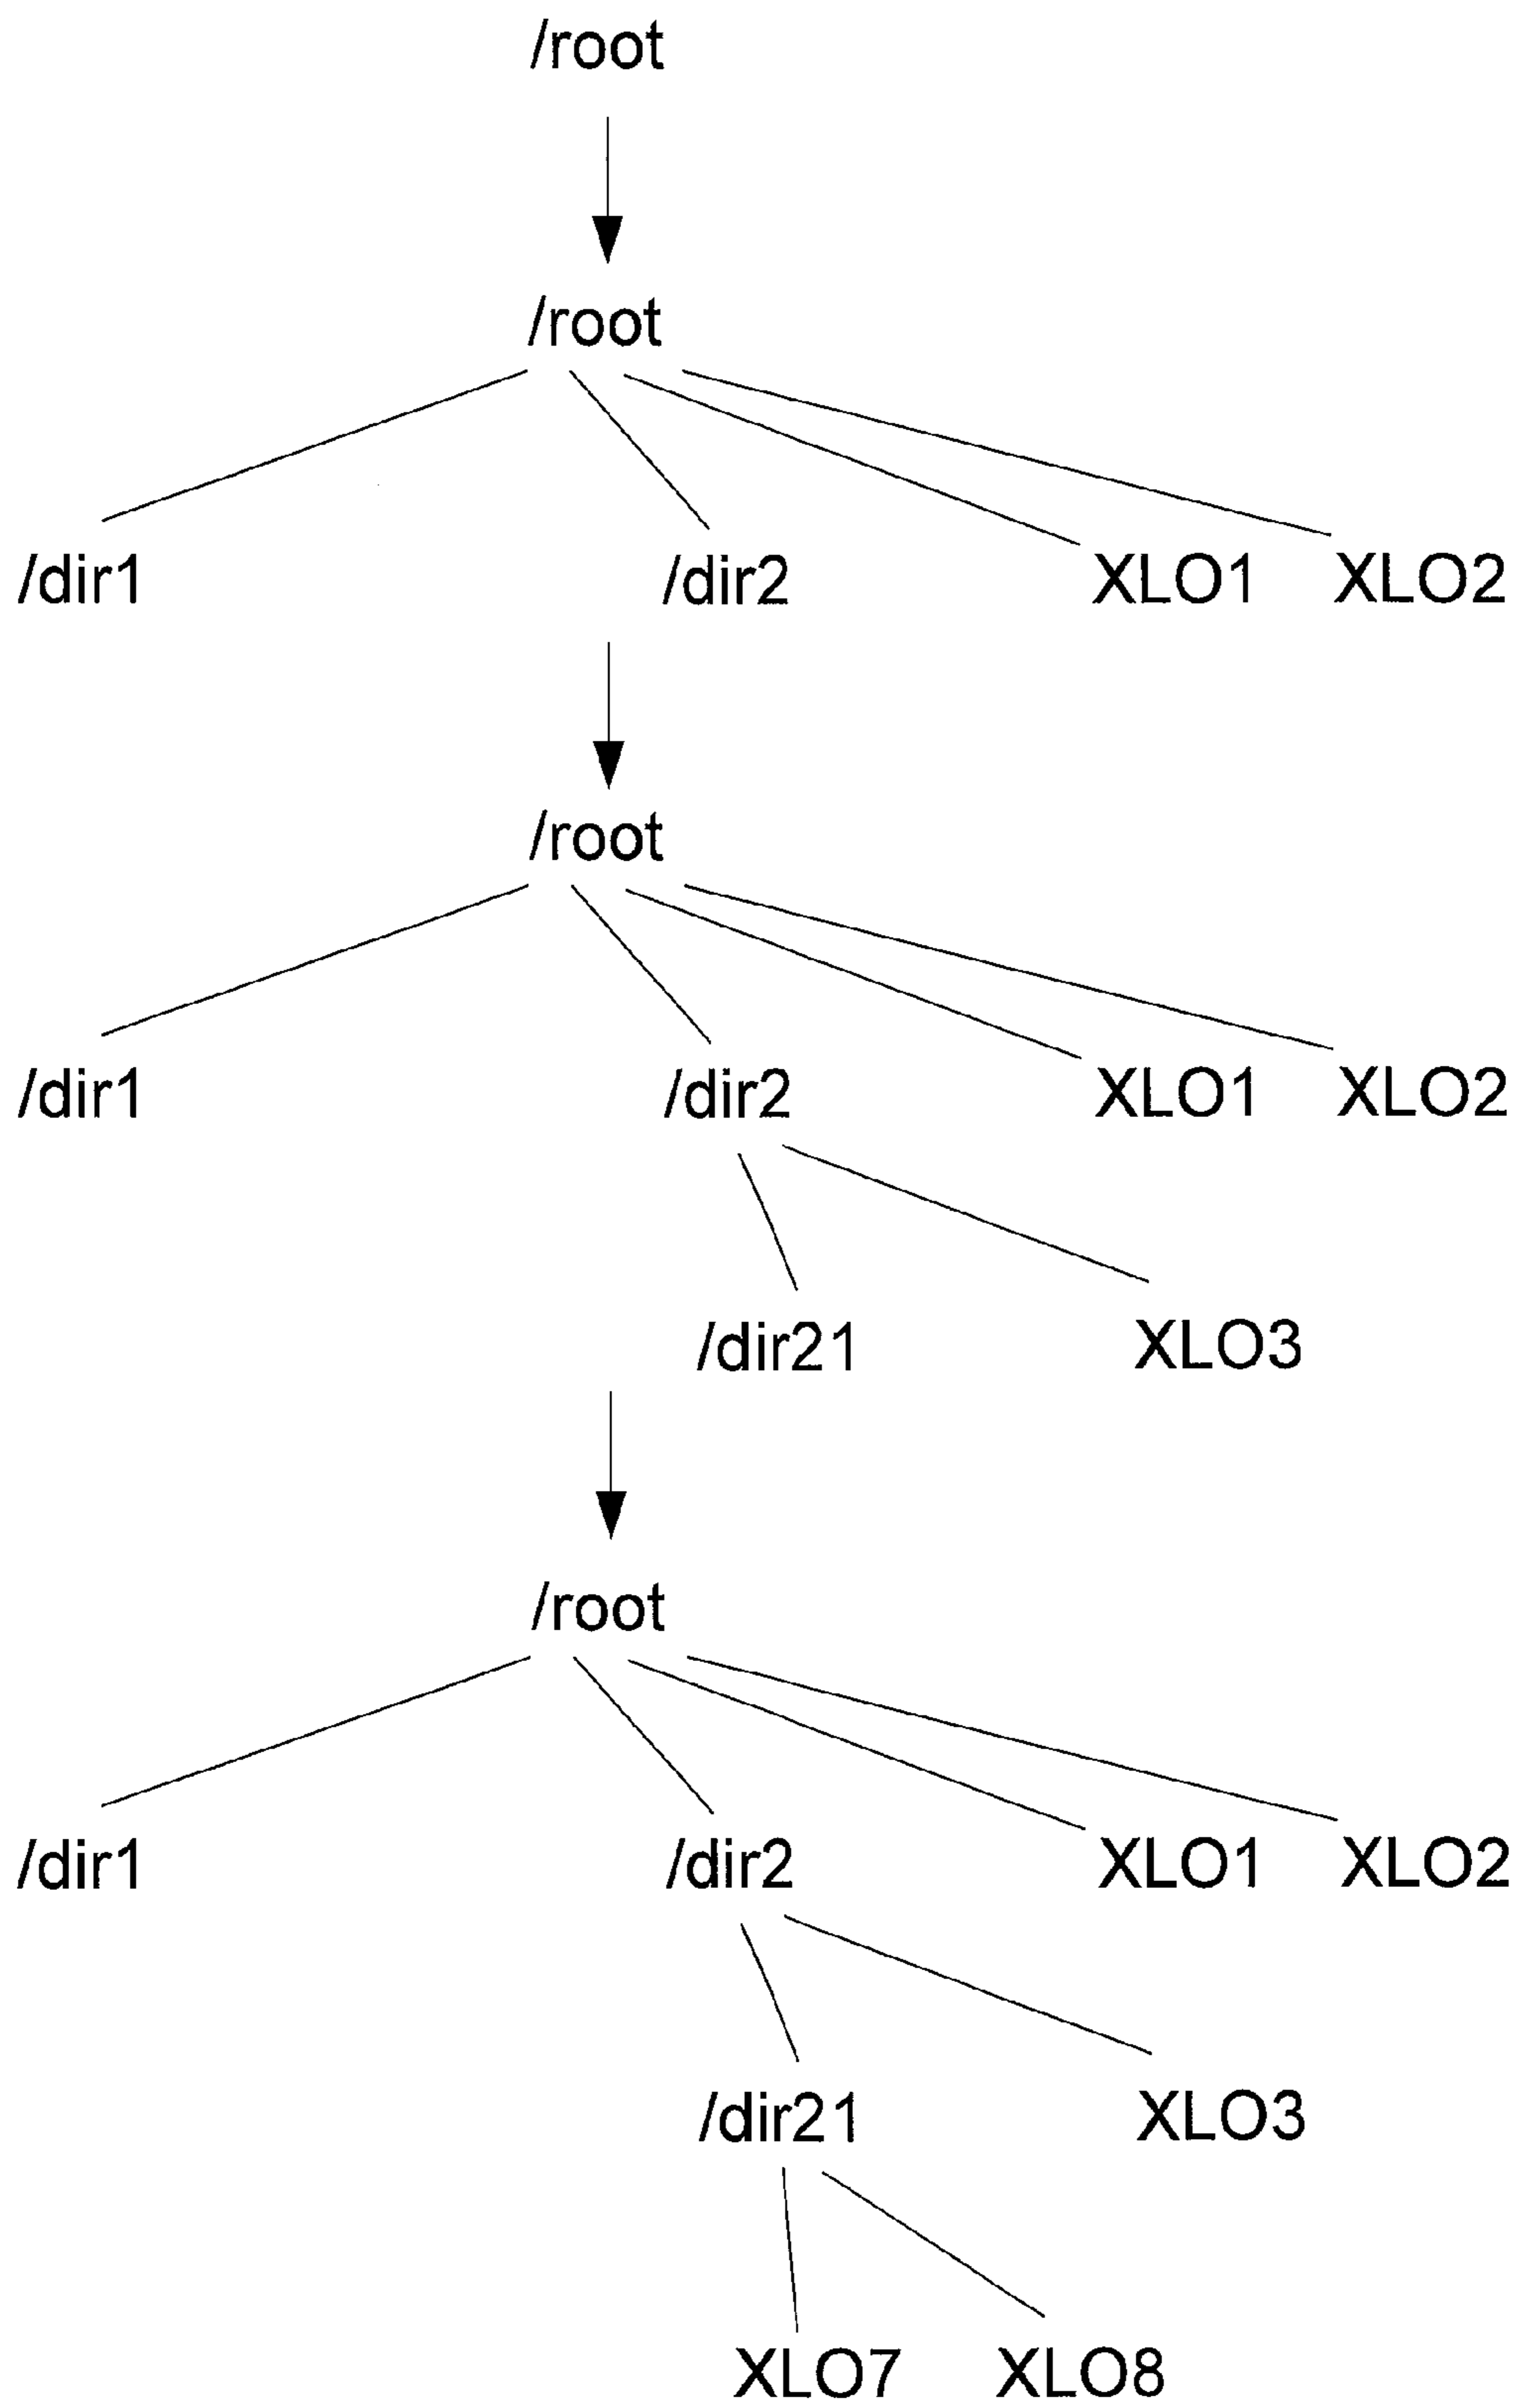 /root
/root
/dir1 /dir2 XLO1 XLO2
/root
/dir1 /dir2 XLO1 XLO2
/dir21 XLO3
/root
/dir1 /dir2 XLO1 XLO2
/dir21 XLO3
XLO7 XLO8